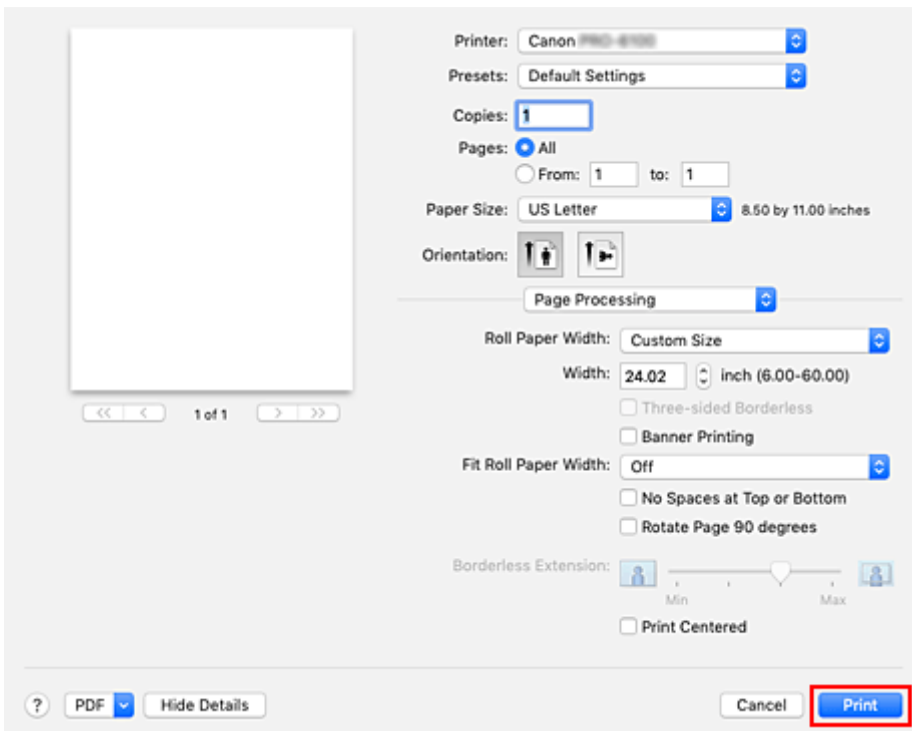 Printer: Canon
Presets: Default Settings
Copies: 1
Pages: All
From: 1 to: 1
Paper Size: US Letter 8.50 by 11.00 inches
Orientation:
Page Processing
Roll Paper Width: Custom Size
Width: 24.02 inch (6.00-60.00)
Three-sided Borderless
Banner Printing
Fit Roll Paper Width: Off
No Spaces at Top or Bottom
Rotate Page 90 degrees
Borderless Extension:
Min Max
Print Centered
<< < 1 of 1 > >>
? PDF Hide Details Cancel Print